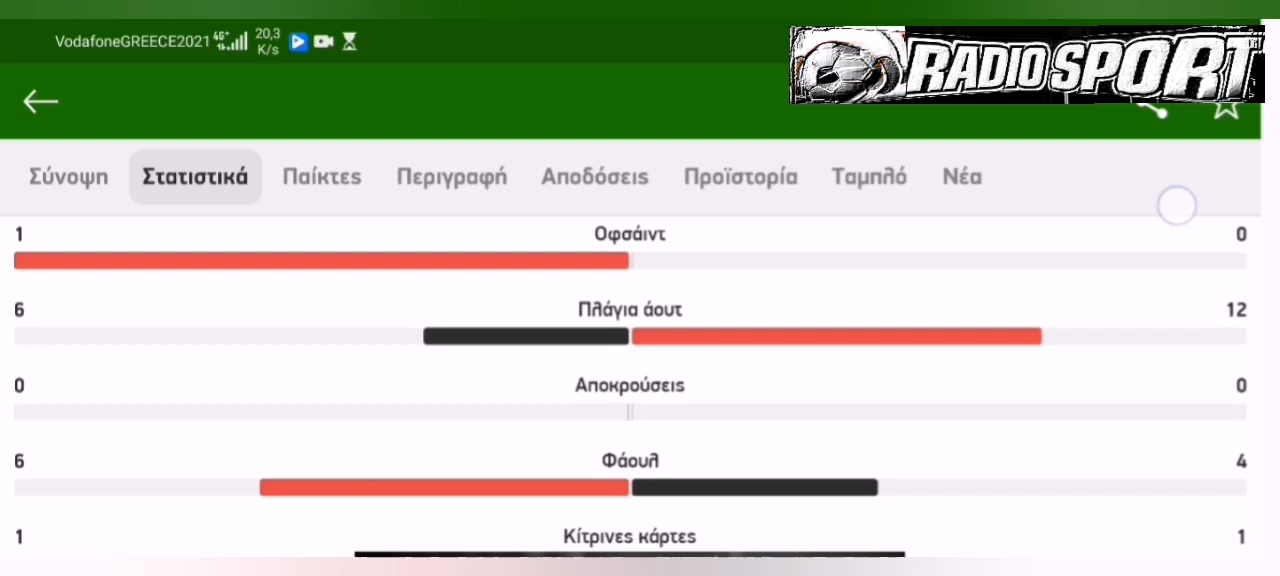 VodafoneGREECE2021 4G+ 20,3 K/s
RADIO SPORT
Σύνοψη Στατιστικά Παίκτες Περιγραφή Αποδόσεις Προϊστορία Ταμπλό Νέα
1 Οφσάιντ 0
6 Πλάγια άουτ 12
0 Αποκρούσεις 0
6 Φάουλ 4
1 Κίτρινες κάρτες 1